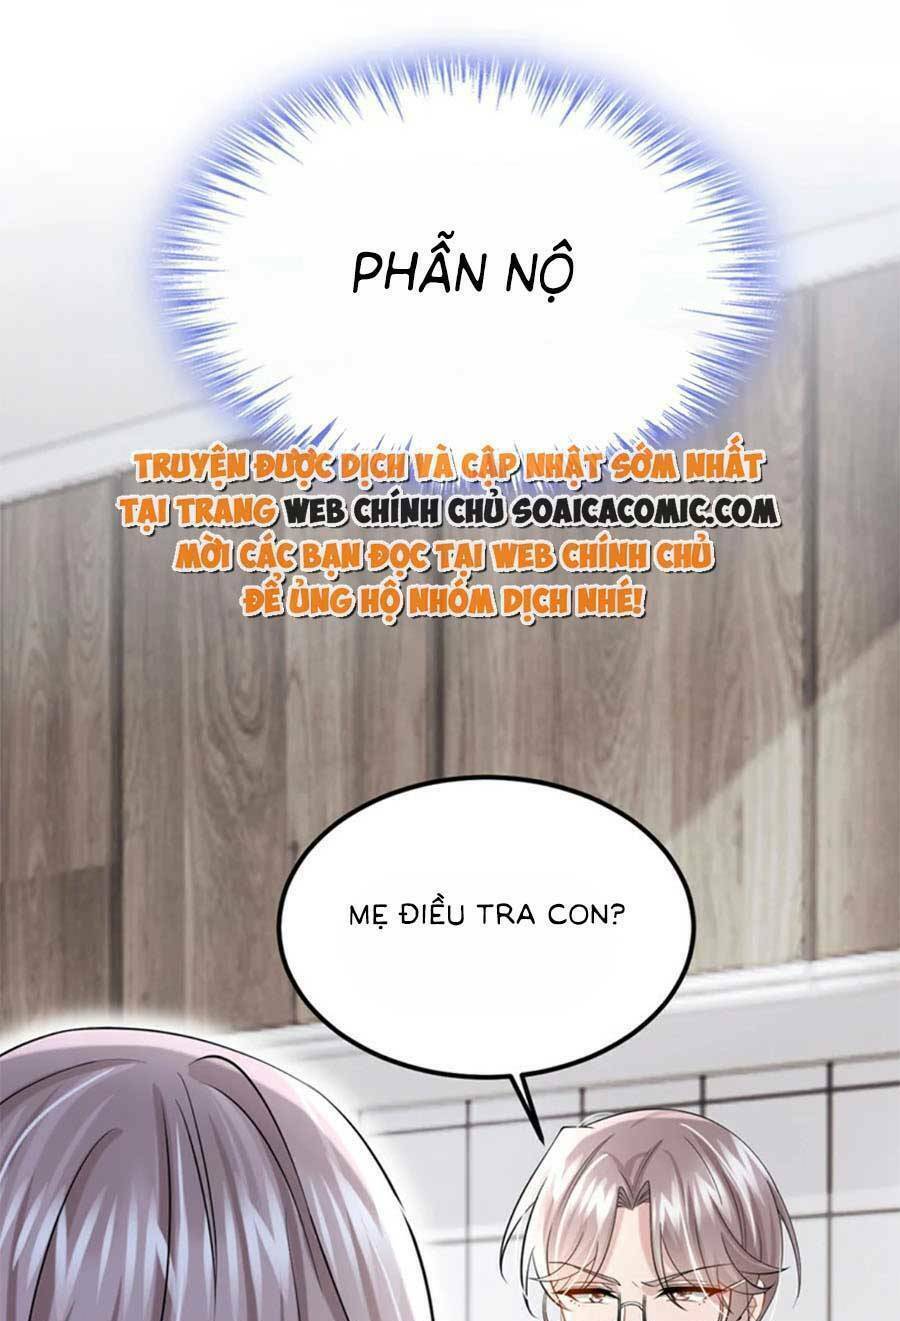 PHẪN NỘ
TRUYỆN ĐƯỢC DỊCH VÀ CẬP NHẬT SỚM NHẤT
TẠI TRANG WEB CHÍNH CHỦ SOAICACOMIC.COM
MỜI CÁC BẠN ĐỌC TẠI WEB CHÍNH CHỦ
ĐỂ ỦNG HỘ NHÓM DỊCH NHÉ!
MẸ ĐIỀU TRA CON?